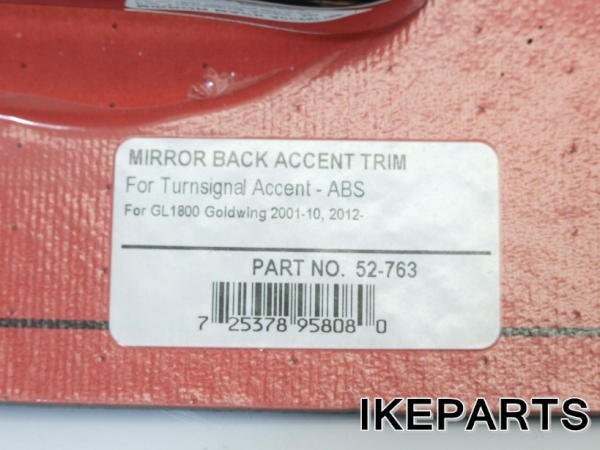 MIRROR BACK ACCENT TRIM
For Turnsignal Accent - ABS
For GL1800 Goldwing 2001-10, 2012-
PART NO. 52-763
7 25378 95808 0
IKEPARTS